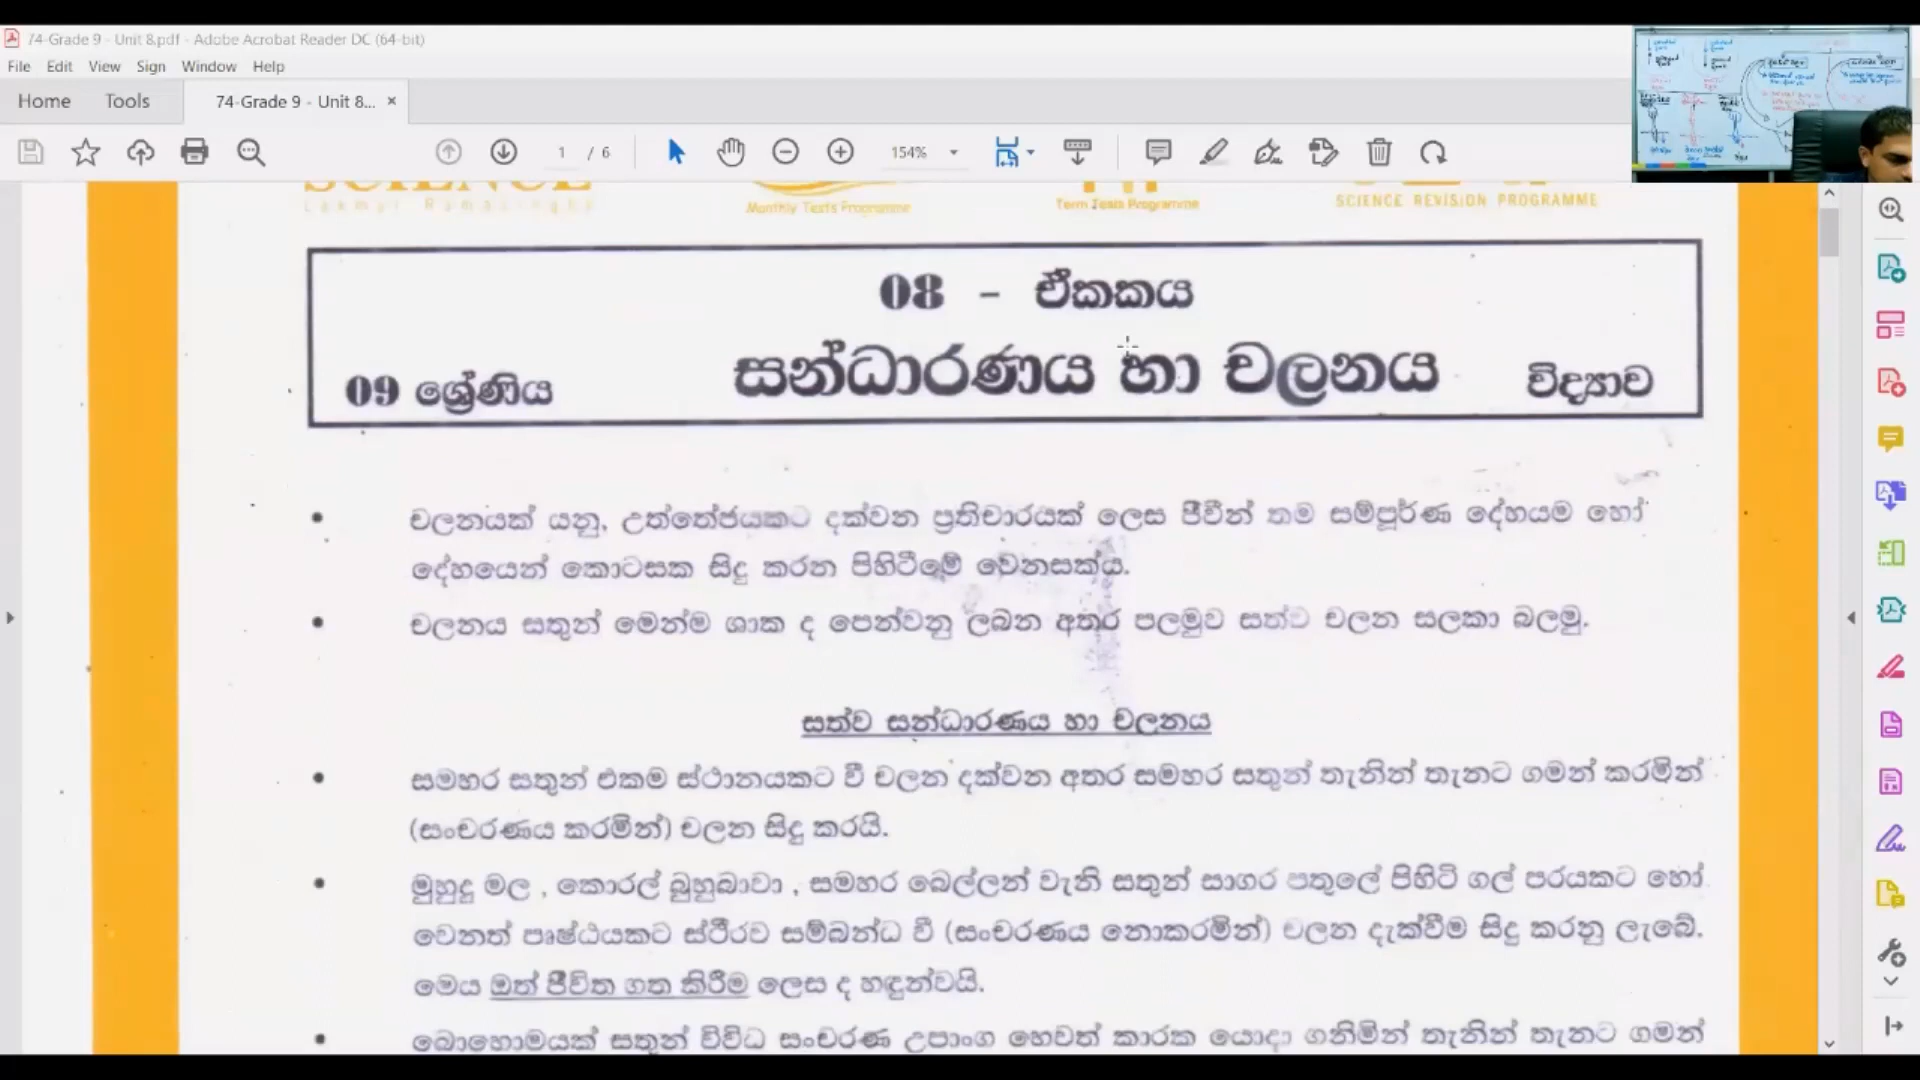 74-Grade 9 - Unit 8.pdf - Adobe Acrobat Reader DC (64-bit)
File Edit View Sign Window Help
Home Tools 74-Grade 9 - Unit 8... ×
1 / 6 154%
SCIENCE
Monthly Tests Programme
Term Tests Programme
SCIENCE REVISION PROGRAMME
08 - ඒකකය
09 ශ්‍රේණිය සන්ධාරණය හා චලනය විද්‍යාව
• චලනයක් යනු, උත්තේජයකට දක්වන ප්‍රතිචාරයක් ලෙස ජීවීන් තම සම්පූර්ණ දේහයම හෝ
දේහයෙන් කොටසක සිදු කරන පිහිටීමේ වෙනසක්ය.
• චලනය සතුන් මෙන්ම ශාක ද පෙන්වනු ලබන අතර පලමුව සත්ව චලන සලකා බලමු.
සත්ව සන්ධාරණය හා චලනය
• සමහර සතුන් එකම ස්ථානයකට වී චලන දක්වන අතර සමහර සතුන් තැනින් තැනට ගමන් කරමින්
(සංචරණය කරමින්) චලන සිදු කරයි.
• මුහුදු මල , කොරල් බුහුබාවා , සමහර බෙල්ලන් වැනි සතුන් සාගර පතුලේ පිහිටි ගල් පරයකට හෝ
වෙනත් පෘෂ්ඨයකට ස්ථිරව සම්බන්ධ වී (සංචරණය නොකරමින්) චලන දැක්වීම සිදු කරනු ලැබේ.
මෙය ඔත් ජීවිත ගත කිරීම ලෙස ද හඳුන්වයි.
• බොහොමයක් සතුන් විවිධ සංචරණ උපාංග හෙවත් කාරක යොදා ගනිමින් තැනින් තැනට ගමන්